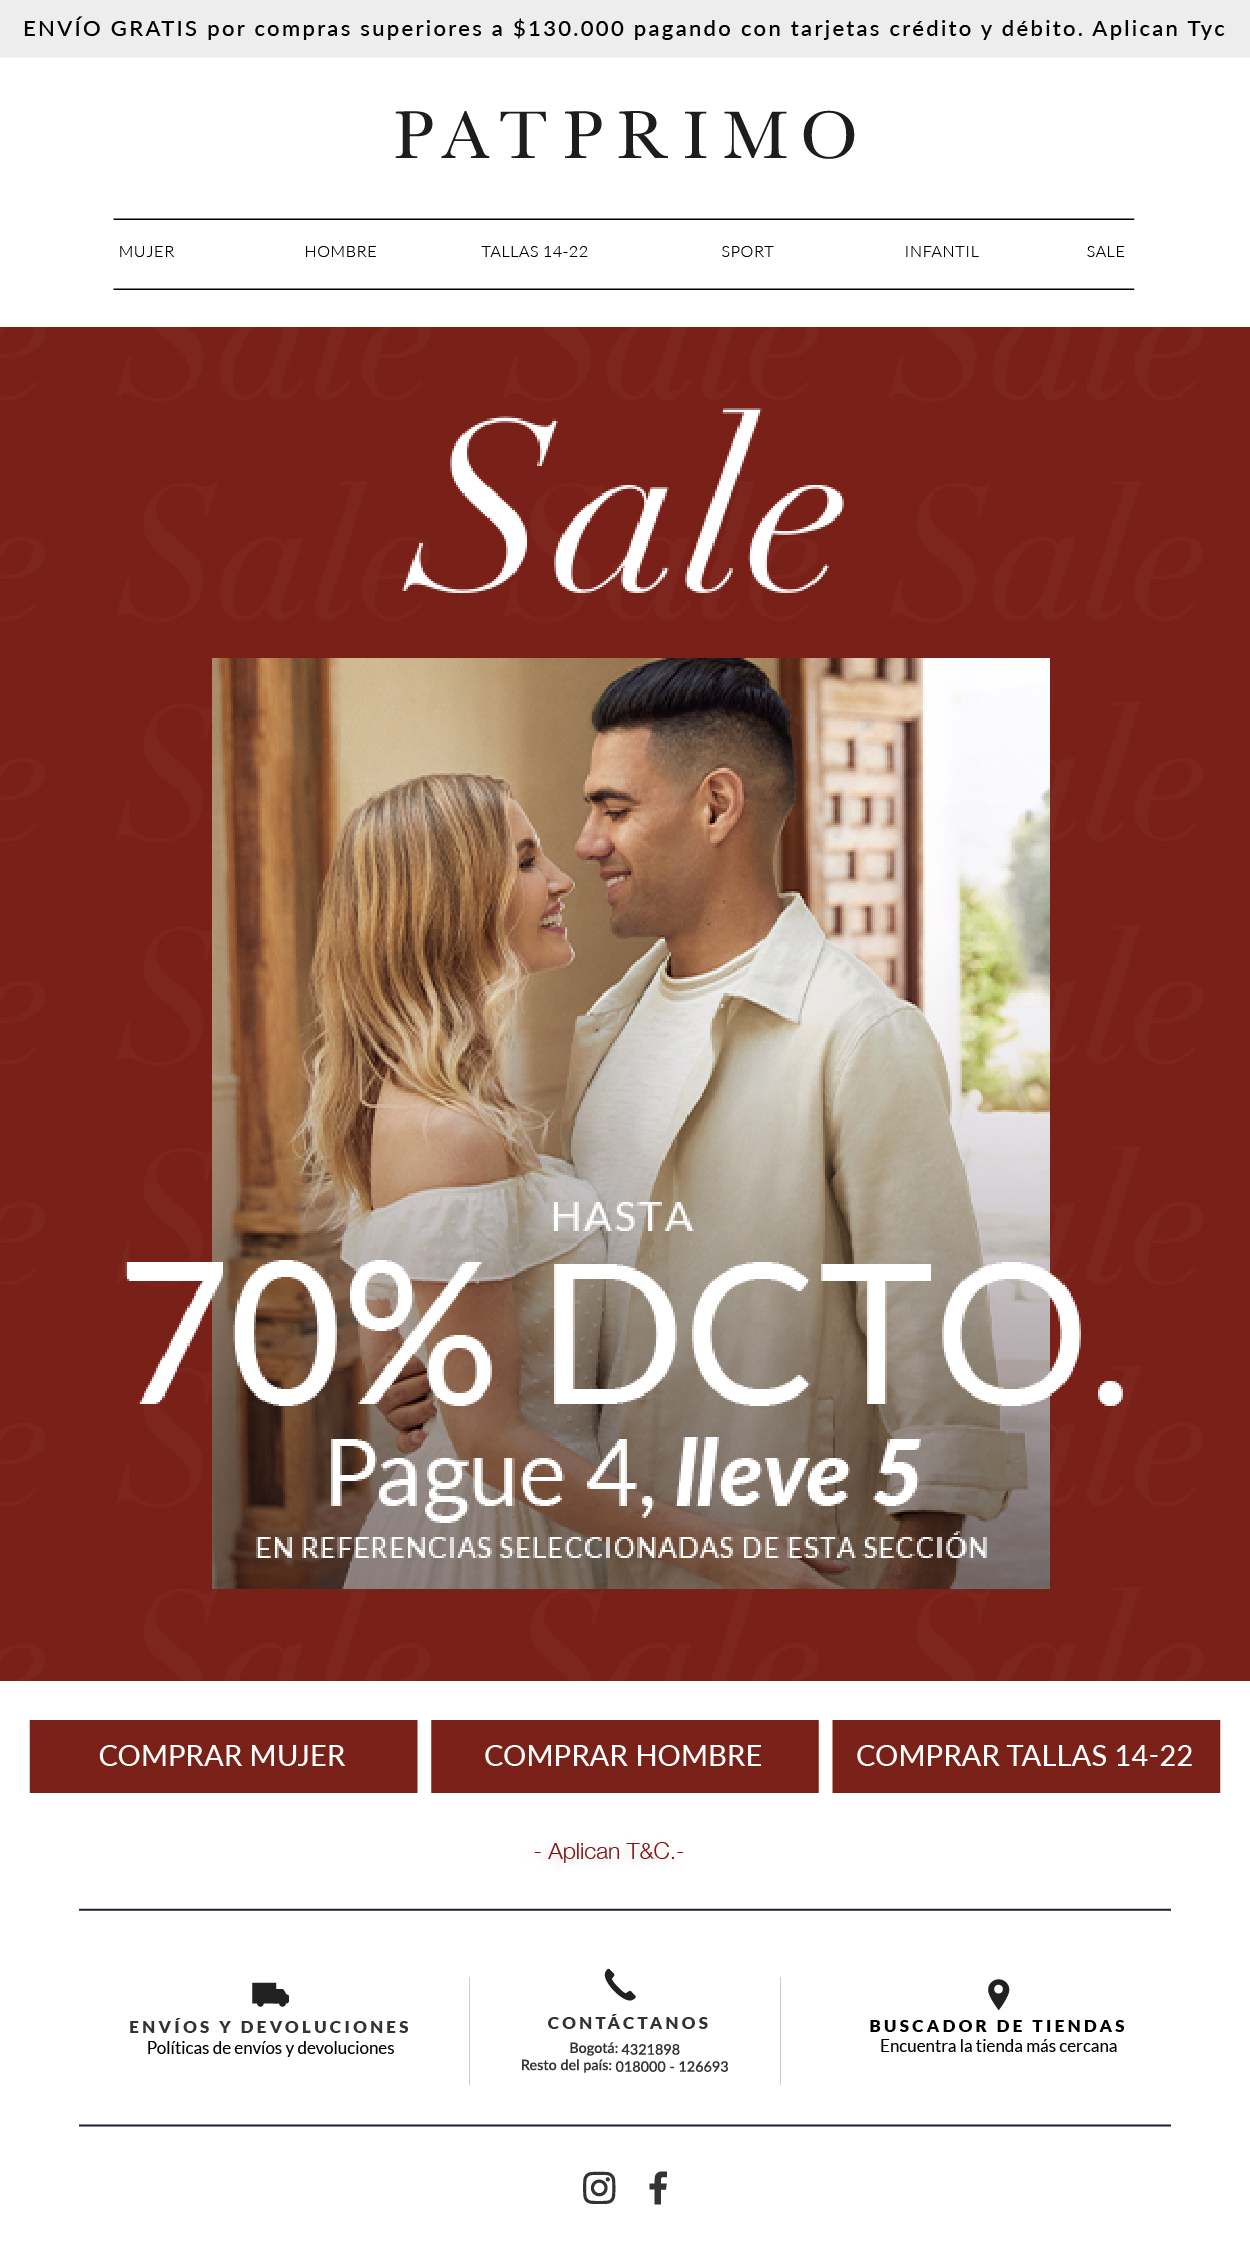 ENVÍO GRATIS por compras superiores a $130.000 pagando con tarjetas crédito y débito. Aplican Tyc
PATPRIMO
MUJER HOMBRE TALLAS 14-22 SPORT INFANTIL SALE
Sale
HASTA
70% DCTO.
Pague 4, lleve 5
EN REFERENCIAS SELECCIONADAS DE ESTA SECCIÓN
COMPRAR MUJER COMPRAR HOMBRE COMPRAR TALLAS 14-22
- Aplican T&C.-
ENVÍOS Y DEVOLUCIONES
Políticas de envíos y devoluciones
CONTÁCTANOS
Bogotá: 4321898
Resto del país: 018000 - 126693
BUSCADOR DE TIENDAS
Encuentra la tienda más cercana